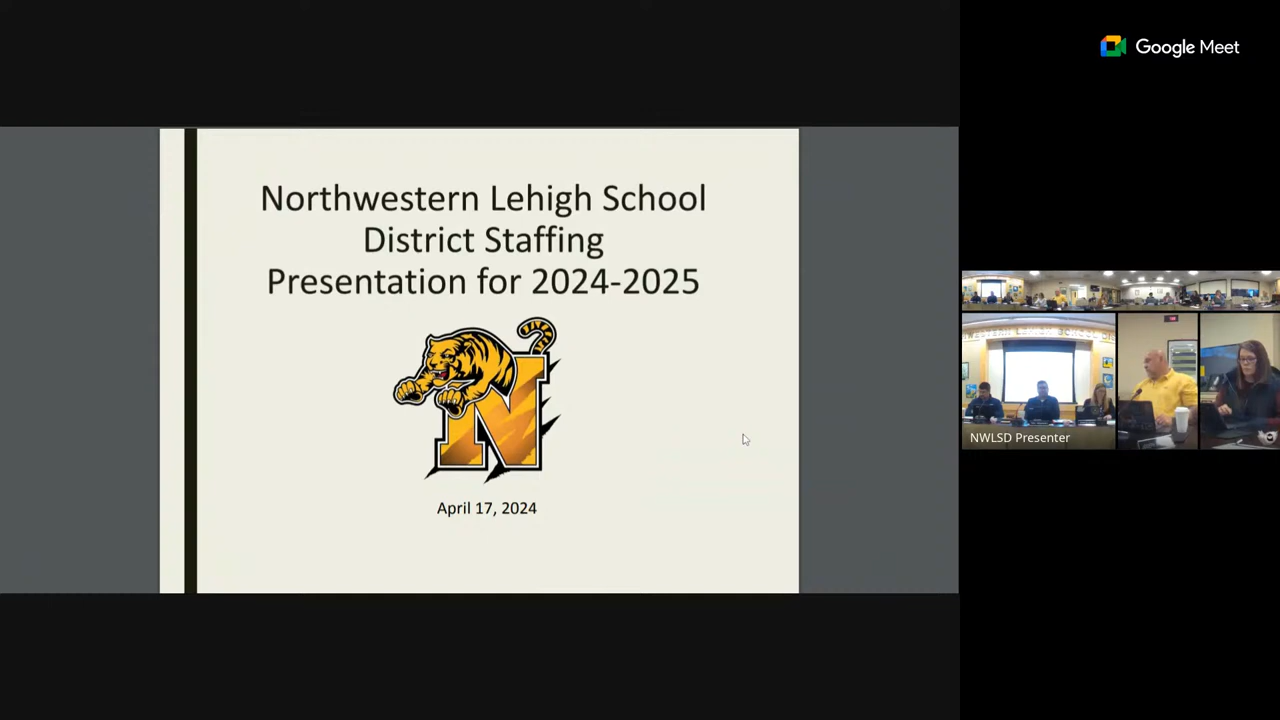 Google Meet
Northwestern Lehigh School
District Staffing
Presentation for 2024-2025
N
April 17, 2024
NWLSD Presenter